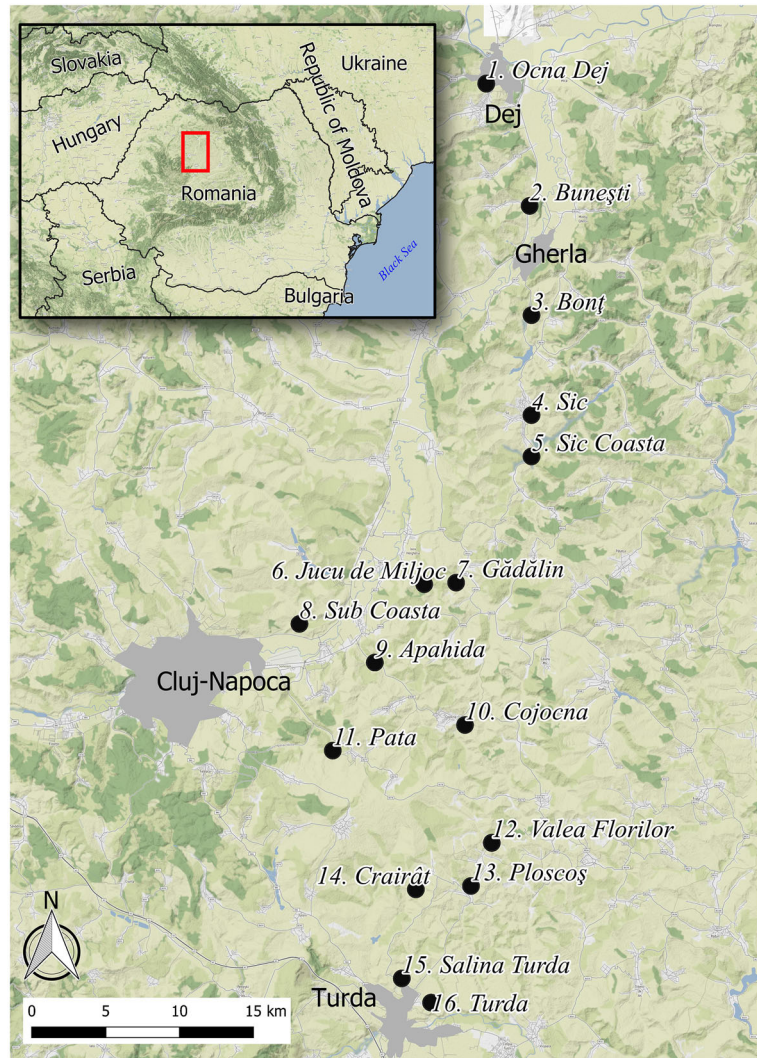 Slovakia
Ukraine
Hungary
Republic of Moldova
Romania
Serbia
Black Sea
Bulgaria
1. Ocna Dej
Dej
2. Buneşti
Gherla
3. Bonţ
4. Sic
5. Sic Coasta
6. Jucu de Miljoc
7. Gădălin
8. Sub Coasta
9. Apahida
Cluj-Napoca
10. Cojocna
11. Pata
12. Valea Florilor
13. Ploscoş
14. Crairât
15. Salina Turda
Turda
16. Turda
N
0 5 10 15 km